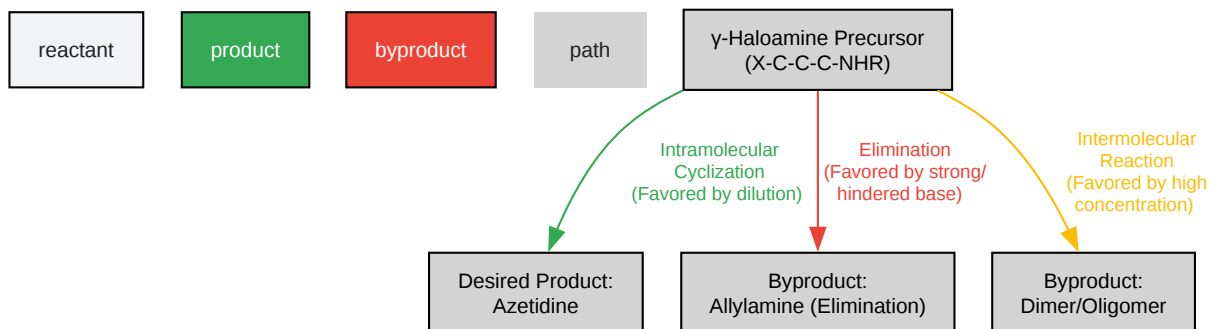 reactant
product
byproduct
path
γ-Haloamine Precursor
(X-C-C-C-NHR)
Intramolecular
Cyclization
(Favored by dilution)
Elimination
(Favored by strong/
hindered base)
Intermolecular
Reaction
(Favored by high
concentration)
Desired Product:
Azetidine
Byproduct:
Allylamine (Elimination)
Byproduct:
Dimer/Oligomer